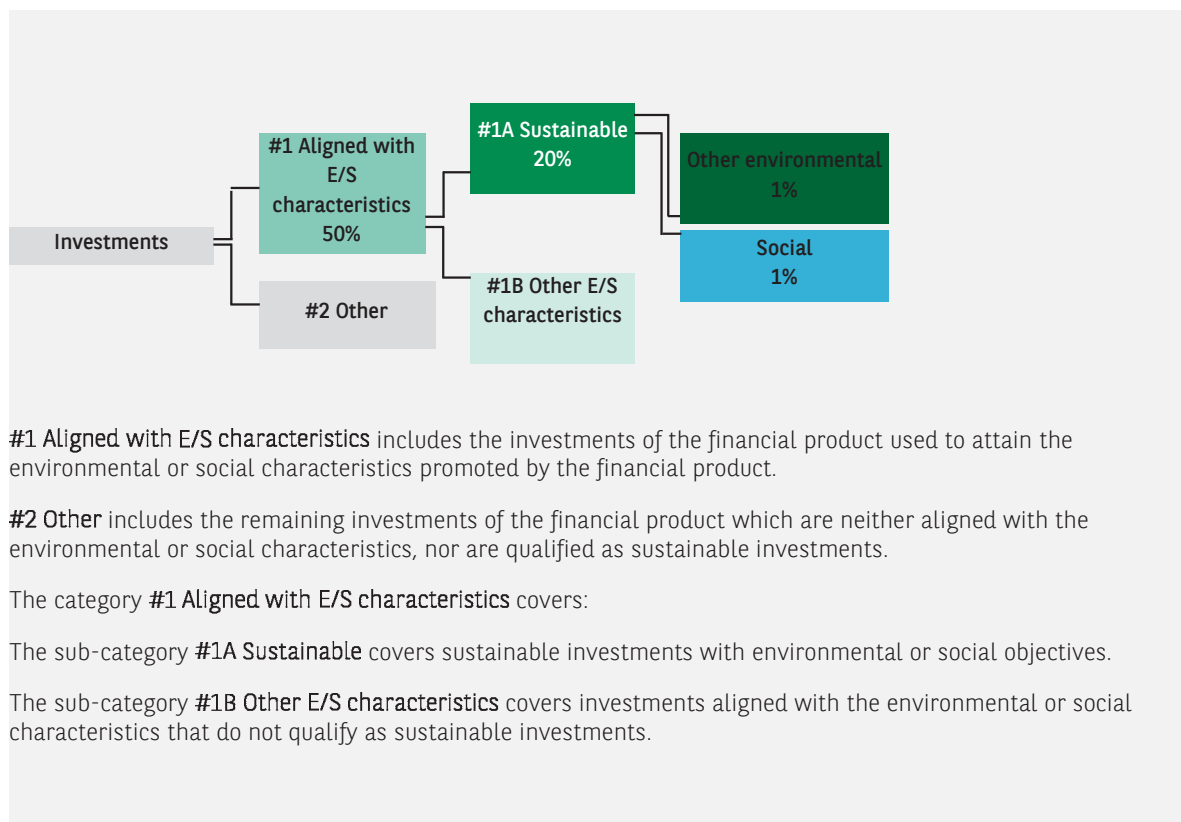 #1A Sustainable
20%
#1 Aligned with
E/S
characteristics
50%
Other environmental
1%
Investments
Social
1%
#1B Other E/S
characteristics
#2 Other
#1 Aligned with E/S characteristics includes the investments of the financial product used to attain the
environmental or social characteristics promoted by the financial product.
#2 Other includes the remaining investments of the financial product which are neither aligned with the
environmental or social characteristics, nor are qualified as sustainable investments.
The category #1 Aligned with E/S characteristics covers:
The sub-category #1A Sustainable covers sustainable investments with environmental or social objectives.
The sub-category #1B Other E/S characteristics covers investments aligned with the environmental or social
characteristics that do not qualify as sustainable investments.